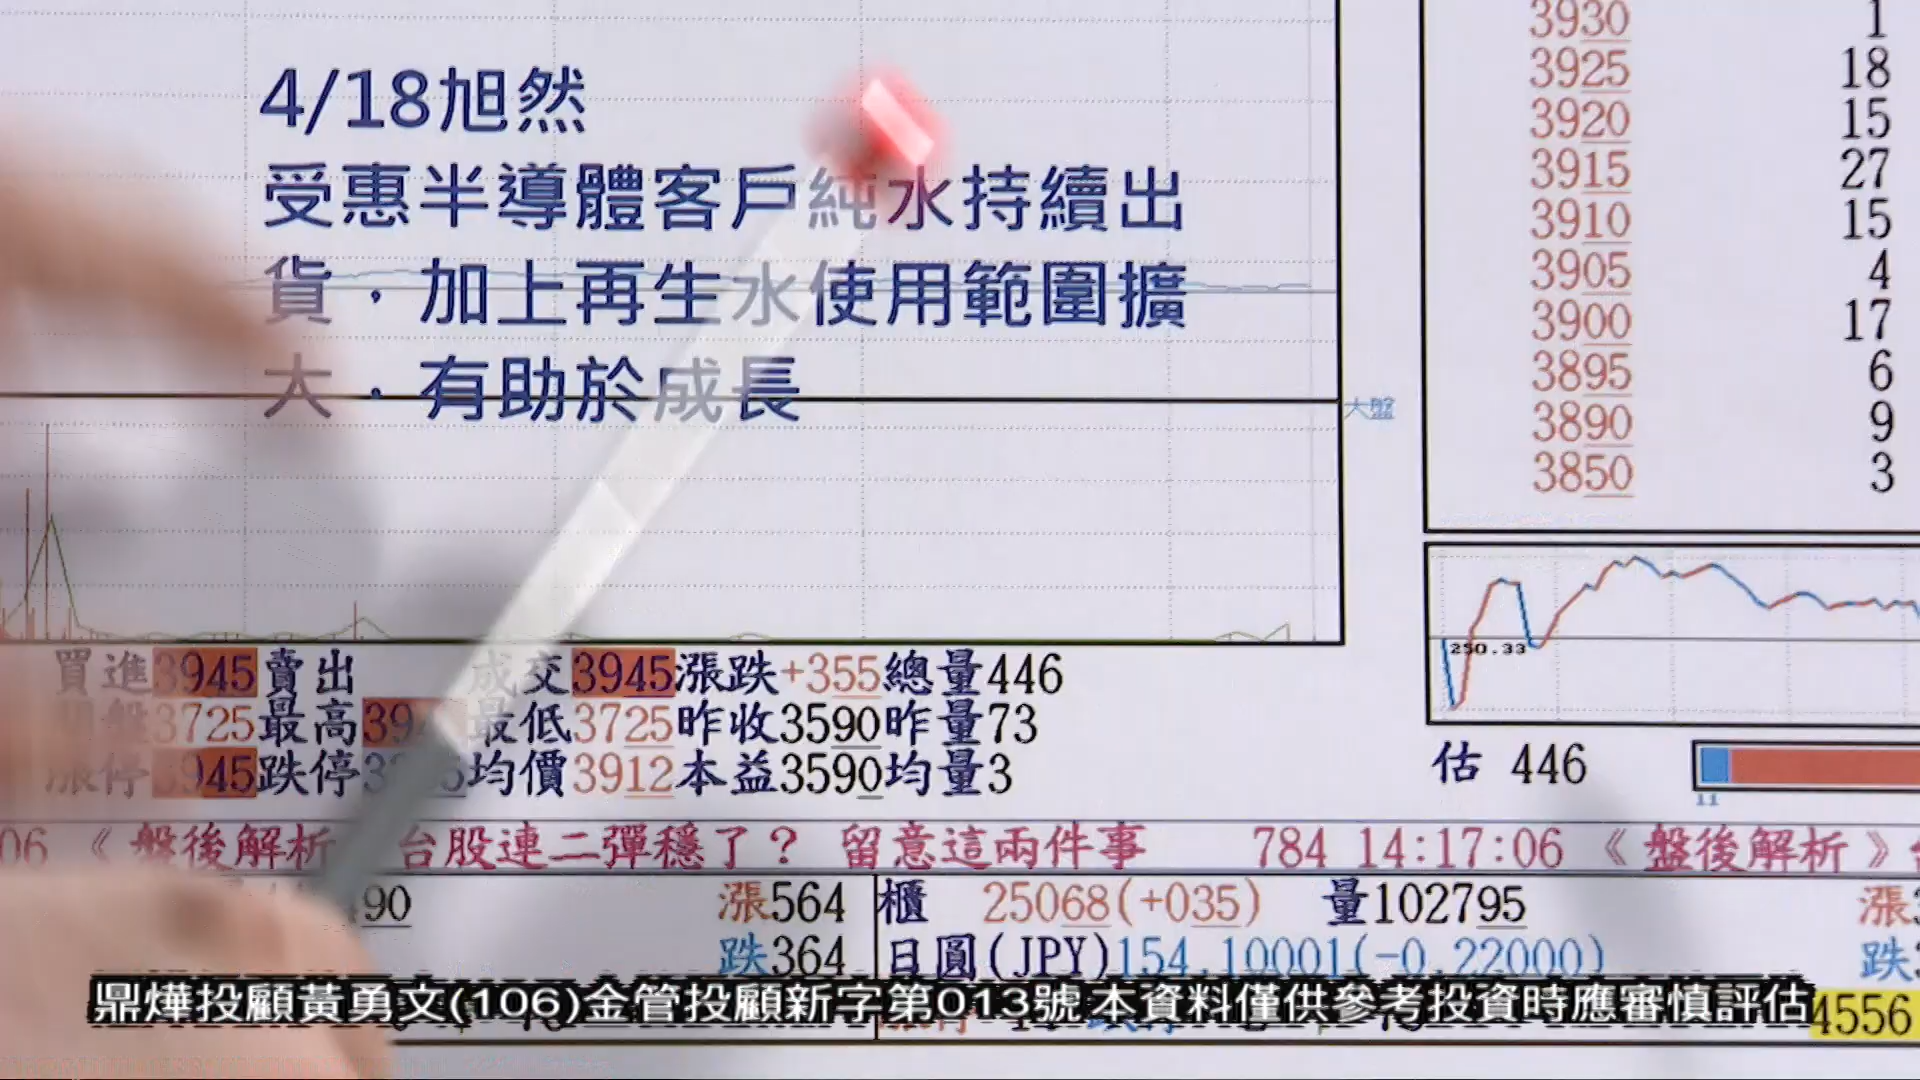 4/18旭然
受惠半導體客戶純水持續出
貨，加上再生水使用範圍擴
大，有助於成長
3930 1
3925 18
3920 15
3915 27
3910 15
3905 4
3900 17
3895 6
3890 9
3850 3
大盤
250.33
買進3945賣出 成交3945漲跌+355總量446
開盤3725最高 最低3725昨收3590昨量73
漲停3945跌停 均價3912本益3590均量3
估 446
11
06 《盤後解析 台股連二彈穩了？ 留意這兩件事 784 14:17:06 《盤後解析》
90 漲564 櫃 25068(+035) 量102795 漲
跌364 日圓(JPY)154.10001(-0.22000) 跌
鼎燁投顧黃勇文(106)金管投顧新字第013號 本資料僅供參考投資時應審慎評估
4556